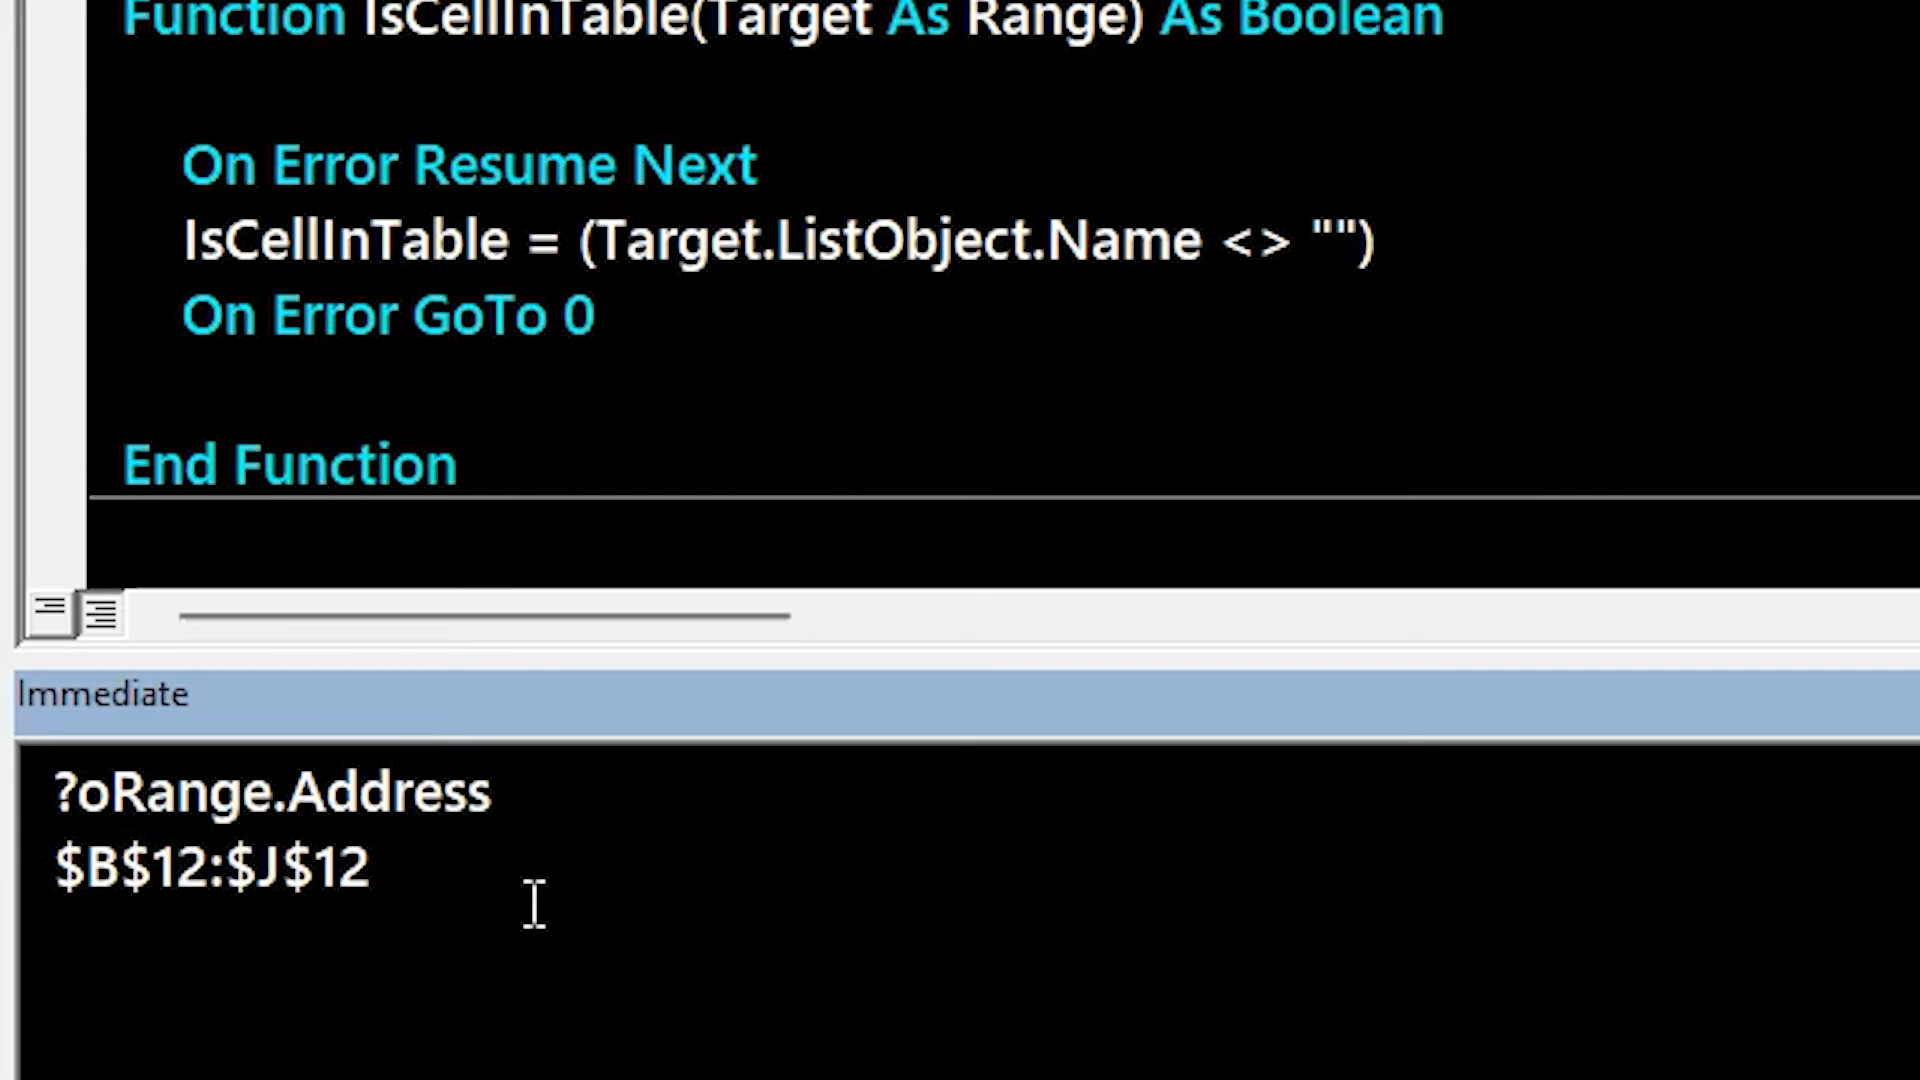 Function IsCellInTable(Target As Range) As Boolean
On Error Resume Next
IsCellInTable = (Target.ListObject.Name <> "")
On Error GoTo 0
End Function
Immediate
?oRange.Address
$B$12:$J$12